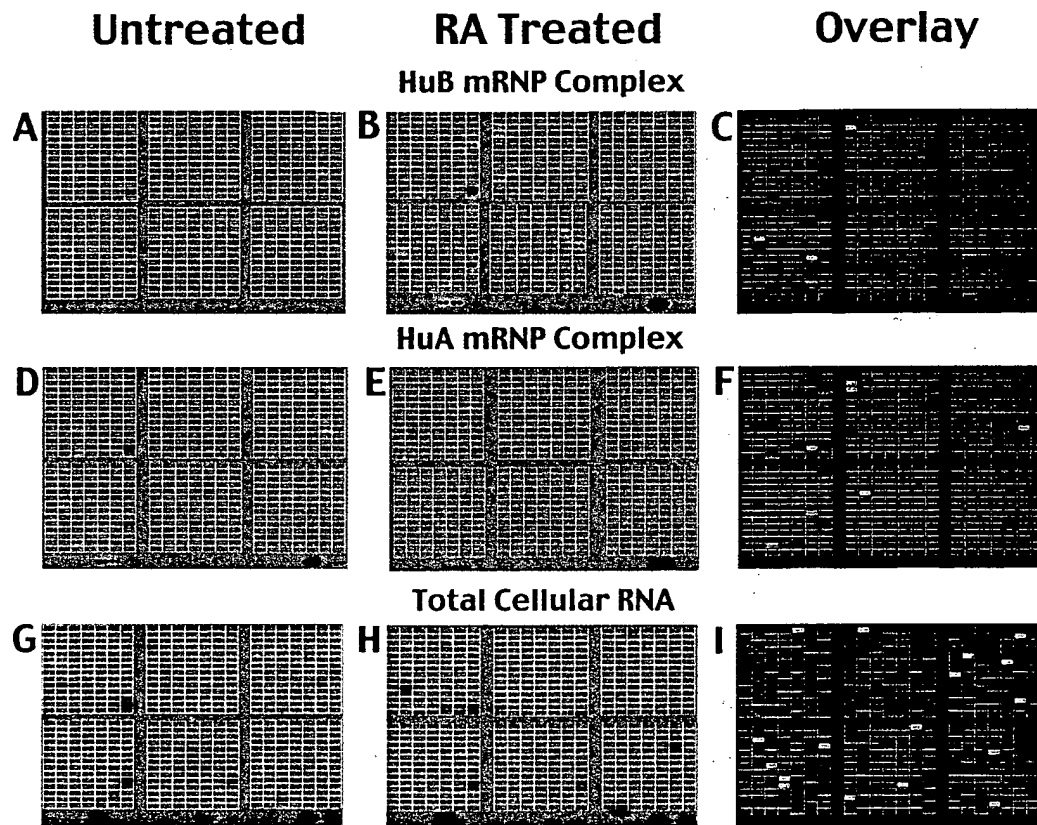 Untreated
RA Treated
Overlay
HuB mRNP Complex
A
B
C
HuA mRNP Complex
D
E
F
Total Cellular RNA
G
H
I